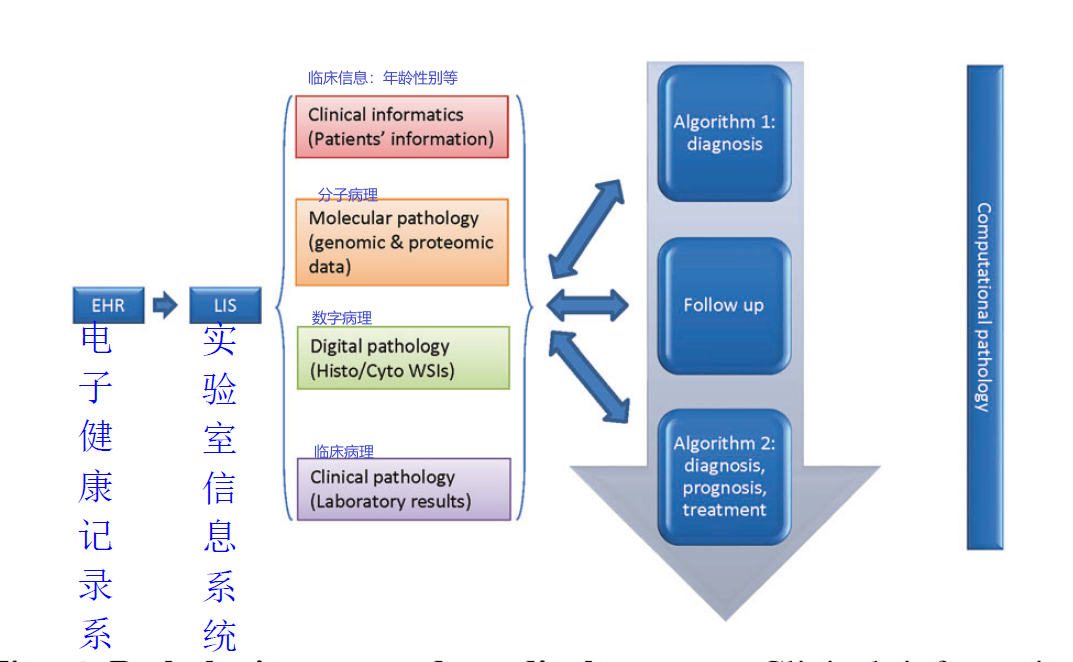 临床信息：年龄性别等
Clinical informatics
(Patients' information)
分子病理
Molecular pathology
(genomic & proteomic
data)
EHR
LIS
电子健康记录系
实验室信息系统
数字病理
Digital pathology
(Histo/Cyto WSIs)
临床病理
Clinical pathology
(Laboratory results)
Algorithm 1:
diagnosis
Follow up
Algorithm 2:
diagnosis,
prognosis,
treatment
Computational pathology